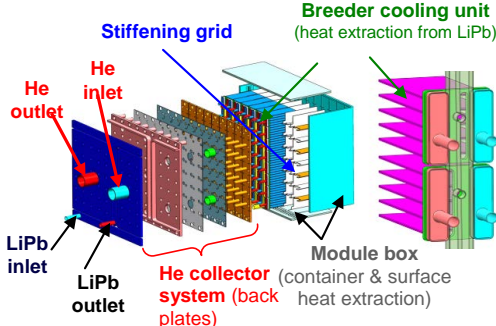 Breeder cooling unit
(heat extraction from LiPb)
Stiffening grid
He
outlet
He
inlet
LiPb
inlet
LiPb
outlet
He collector
system (back
plates)
Module box
(container & surface
heat extraction)